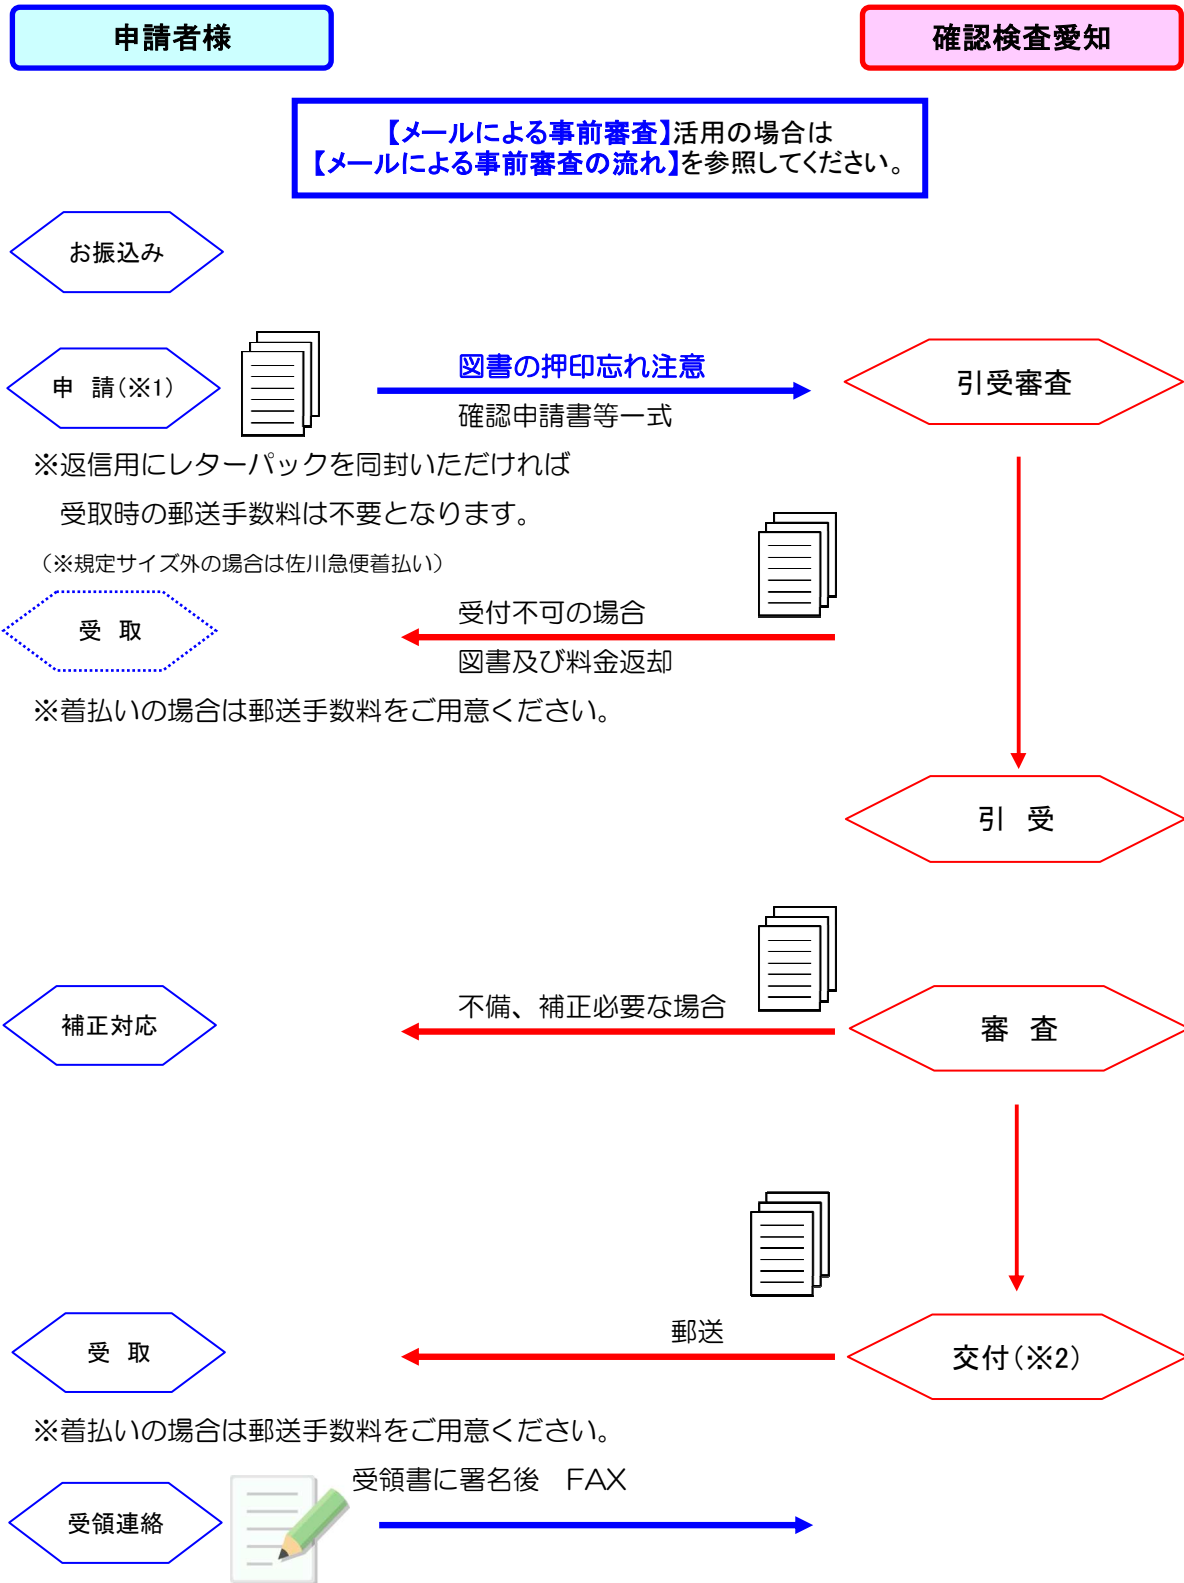 申請者様
確認検査愛知
【メールによる事前審査】活用の場合は
【メールによる事前審査の流れ】を参照してください。
お振込み
申　請(※1)
図書の押印忘れ注意
確認申請書等一式
引受審査
※返信用にレターパックを同封いただければ
受取時の郵送手数料は不要となります。
（※規定サイズ外の場合は佐川急便着払い）
受　取
受付不可の場合
図書及び料金返却
※着払いの場合は郵送手数料をご用意ください。
引　受
補正対応
不備、補正必要な場合
審　査
受　取
郵送
交付(※2)
※着払いの場合は郵送手数料をご用意ください。
受領連絡
受領書に署名後　FAX